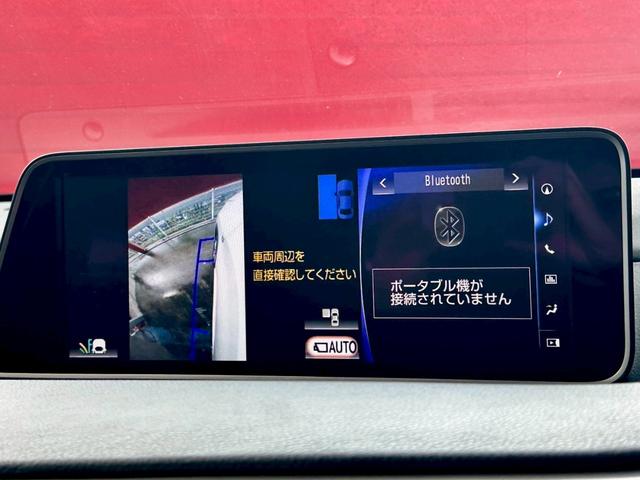 Bluetooth
車両周辺を
直接確認してください
ポータブル機が
接続されていません
AUTO